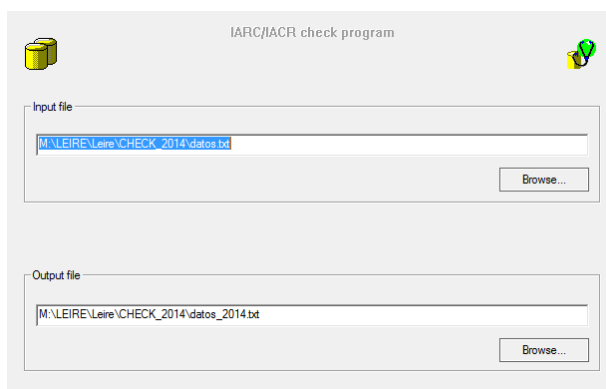 IARC/IACR check program
Input file
M:\LEIRE\Leire\CHECK_2014\datos.txt
Browse...
Output file
M:\LEIRE\Leire\CHECK_2014\datos_2014.txt
Browse...